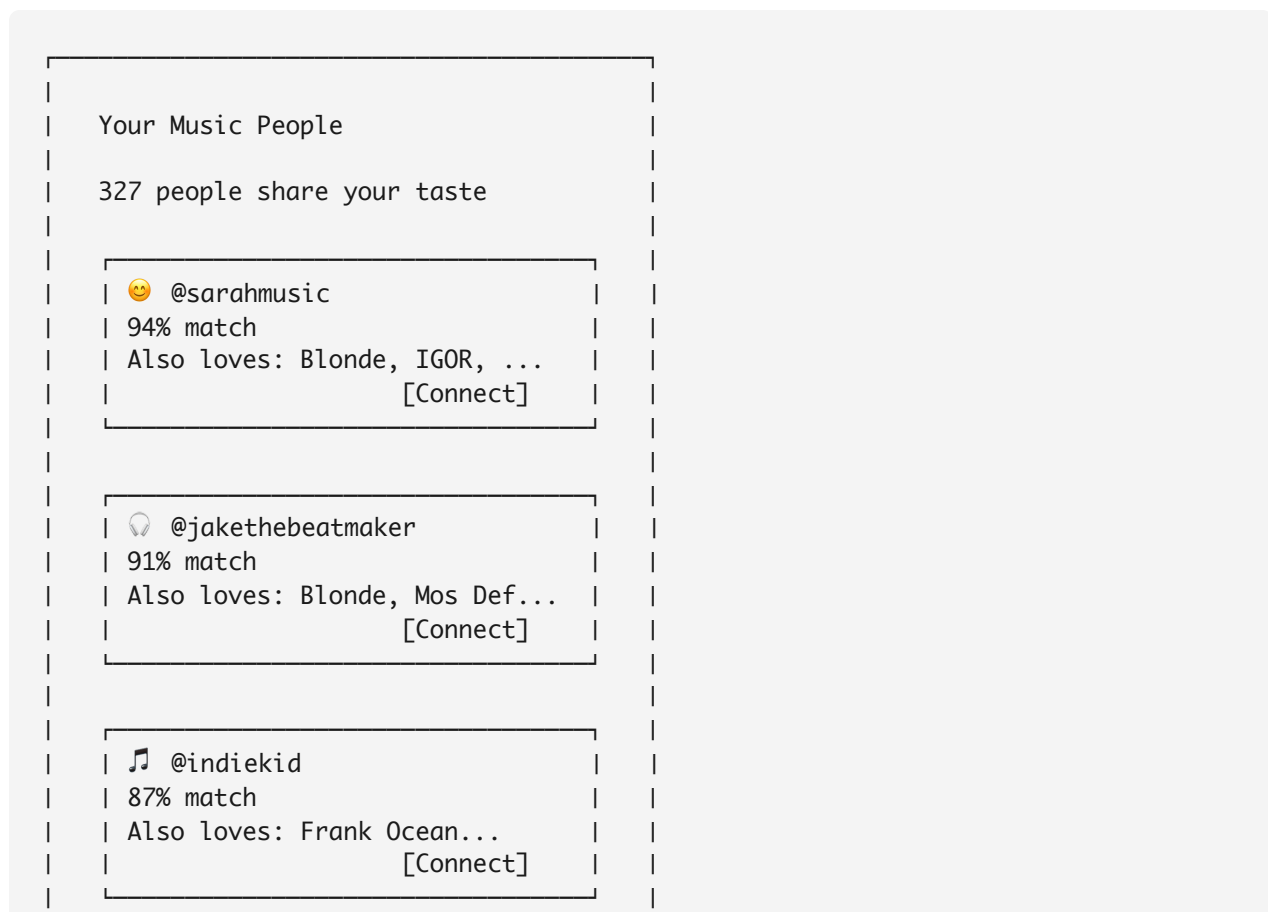 Your Music People
327 people share your taste
😊 @sarahmusic
94% match
Also loves: Blonde, IGOR, ...
[Connect]
🎧 @jakethebeatmaker
91% match
Also loves: Blonde, Mos Def...
[Connect]
🎵 @indiekid
87% match
Also loves: Frank Ocean...
[Connect]